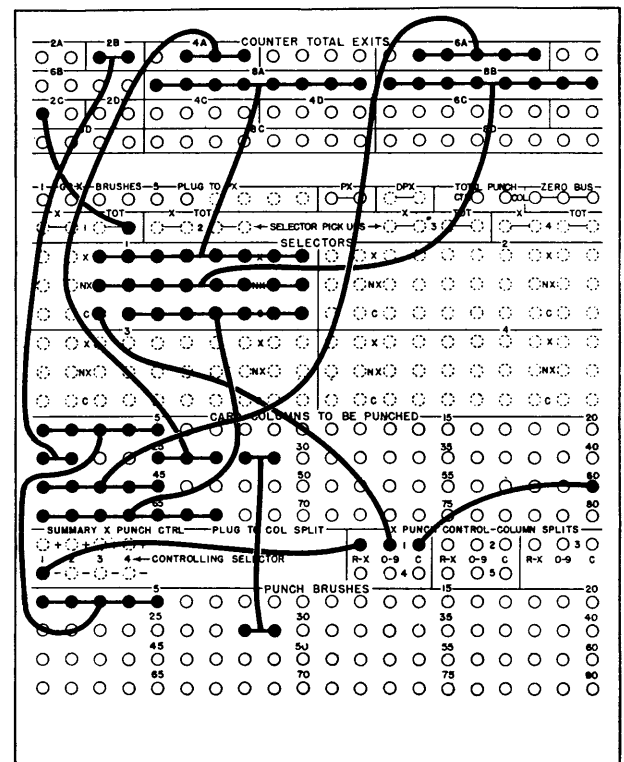 COUNTER TOTAL EXITS
2A 2B 4A 6A
6B 8A 8B
2C 2D 4C 4D 6C
8C 8D
BRUSHES-5 PLUG TO X PX DPX TOTAL PUNCH ZERO BUS
CT COL
X TOT X TOT X TOT X TOT
1 2 ←SELECTOR PICK UPS→ 3 4
SELECTORS
1 2
X X X X
NX NX NX NX
C C C
3 4
X X X X
NX NX NX NX
C C C C
5 CARD COLUMNS TO BE PUNCHED 15 20
25 30 35 40
45 50 55 60
65 70 75 80
SUMMARY X PUNCH CTRL PLUG TO COL SPLIT X PUNCH CONTROL-COLUMN SPLITS
+ + + + 1 2 3
1 2 3 4 ←CONTROLLING SELECTOR R-X 0-9 C R-X 0-9 C R-X 0-9 C
- - - - 4 5
5 PUNCH BRUSHES 15 20
25 30 35 40
45 50 55 60
65 70 75